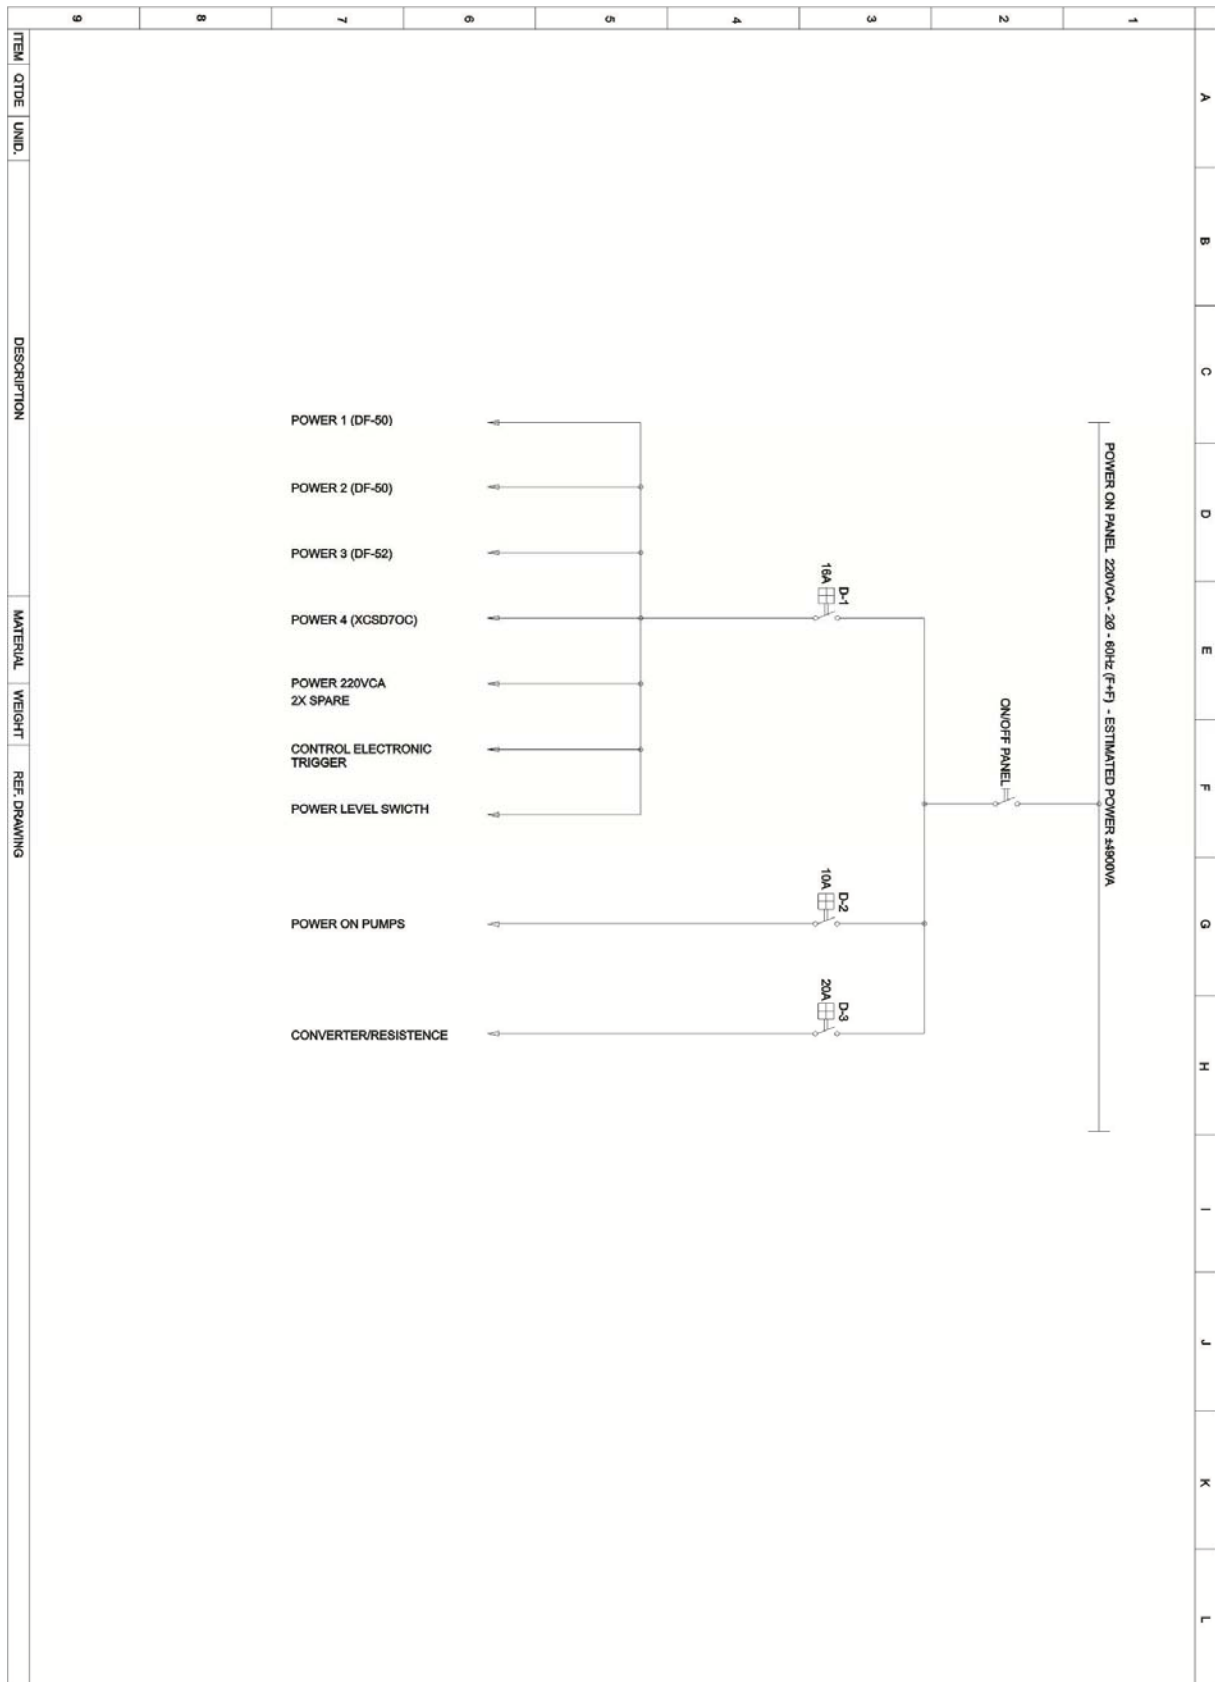 1
2
3
4
5
6
7
8
9
A
B
C
D
E
F
G
H
I
J
K
L
POWER ON PANEL 220VCA - 2Ø - 60Hz (F+F) - ESTIMATED POWER ±4900VA
ON/OFF PANEL
D-1
16A
D-2
10A
D-3
20A
POWER 1 (DF-50)
POWER 2 (DF-50)
POWER 3 (DF-52)
POWER 4 (XCSD7OC)
POWER 220VCA
2X SPARE
CONTROL ELECTRONIC
TRIGGER
POWER LEVEL SWICTH
POWER ON PUMPS
CONVERTER/RESISTENCE
ITEM
QTDE
UNID.
DESCRIPTION
MATERIAL
WEIGHT
REF. DRAWING